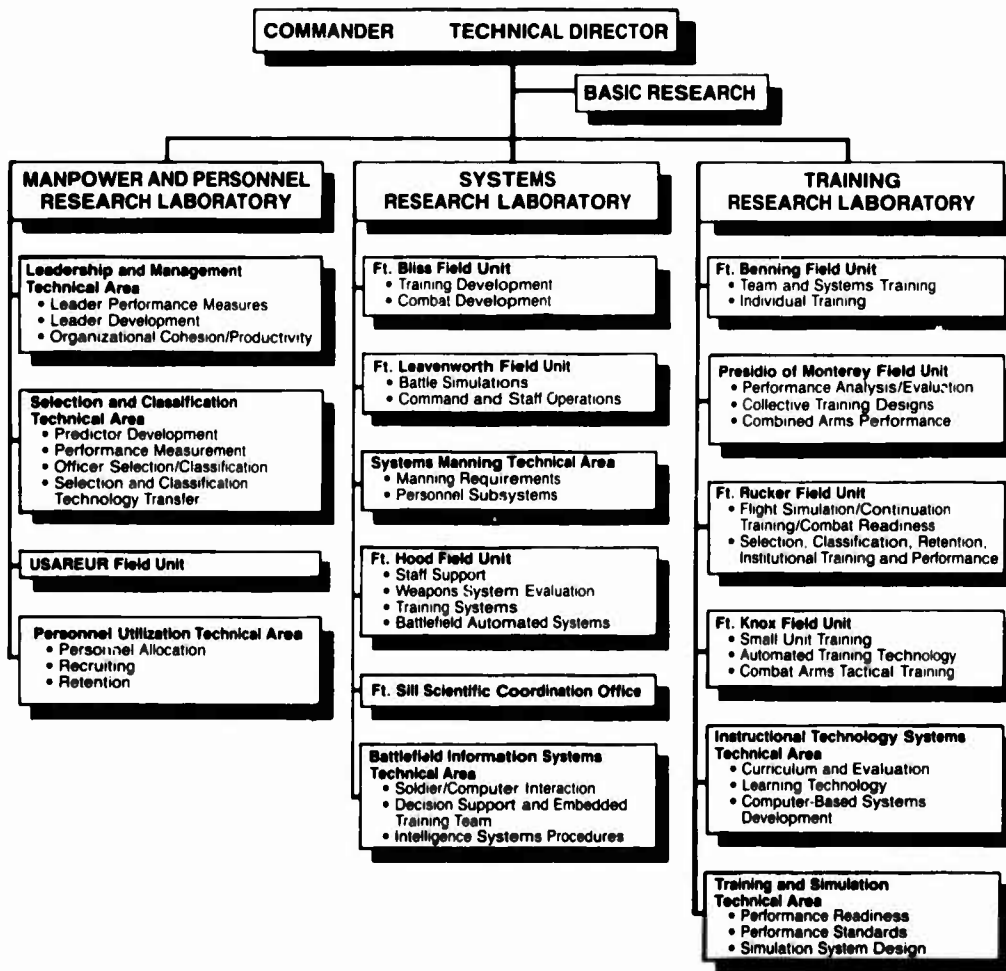 COMMANDER TECHNICAL DIRECTOR
BASIC RESEARCH
MANPOWER AND PERSONNEL
RESEARCH LABORATORY
Leadership and Management
Technical Area
• Leader Performance Measures
• Leader Development
• Organizational Cohesion/Productivity
Selection and Classification
Technical Area
• Predictor Development
• Performance Measurement
• Officer Selection/Classification
• Selection and Classification
Technology Transfer
USAREUR Field Unit
Personnel Utilization Technical Area
• Personnel Allocation
• Recruiting
• Retention
SYSTEMS
RESEARCH LABORATORY
Ft. Bliss Field Unit
• Training Development
• Combat Development
Ft. Leavenworth Field Unit
• Battle Simulations
• Command and Staff Operations
Systems Manning Technical Area
• Manning Requirements
• Personnel Subsystems
Ft. Hood Field Unit
• Staff Support
• Weapons System Evaluation
• Training Systems
• Battlefield Automated Systems
Ft. Sill Scientific Coordination Office
Battlefield Information Systems
Technical Area
• Soldier/Computer Interaction
• Decision Support and Embedded
Training Team
• Intelligence Systems Procedures
TRAINING
RESEARCH LABORATORY
Ft. Benning Field Unit
• Team and Systems Training
• Individual Training
Presidio of Monterey Field Unit
• Performance Analysis/Evaluation
• Collective Training Designs
• Combined Arms Performance
Ft. Rucker Field Unit
• Flight Simulation/Continuation
Training/Combat Readiness
• Selection, Classification, Retention,
Institutional Training and Performance
Ft. Knox Field Unit
• Small Unit Training
• Automated Training Technology
• Combat Arms Tactical Training
Instructional Technology Systems
Technical Area
• Curriculum and Evaluation
• Learning Technology
• Computer-Based Systems
Development
Training and Simulation
Technical Area
• Performance Readiness
• Performance Standards
• Simulation System Design